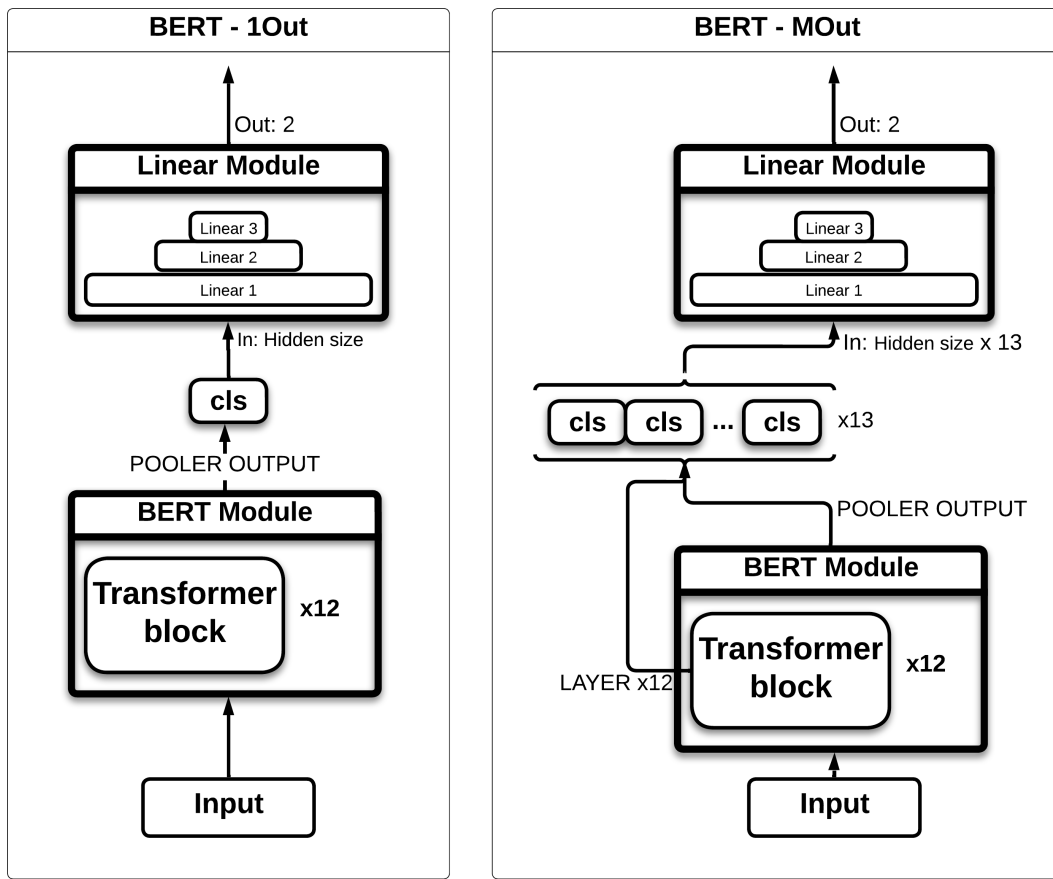 BERT - 1Out
Out: 2
Linear Module
Linear 3
Linear 2
Linear 1
In: Hidden size
cls
POOLER OUTPUT
BERT Module
Transformer
block
x12
Input
BERT - MOut
Out: 2
Linear Module
Linear 3
Linear 2
Linear 1
In: Hidden size x 13
cls cls ... cls x13
POOLER OUTPUT
BERT Module
Transformer
block
x12
LAYER x12
Input